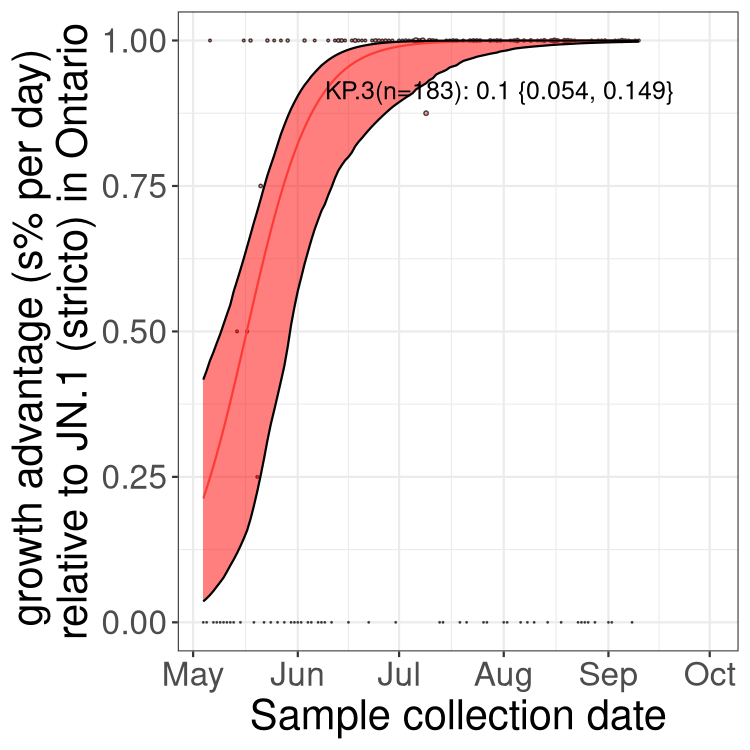 growth advantage (s% per day)
relative to JN.1 (stricto) in Ontario
1.00
0.75
0.50
0.25
0.00
KP.3(n=183): 0.1 {0.054, 0.149}
May Jun Jul Aug Sep Oct
Sample collection date